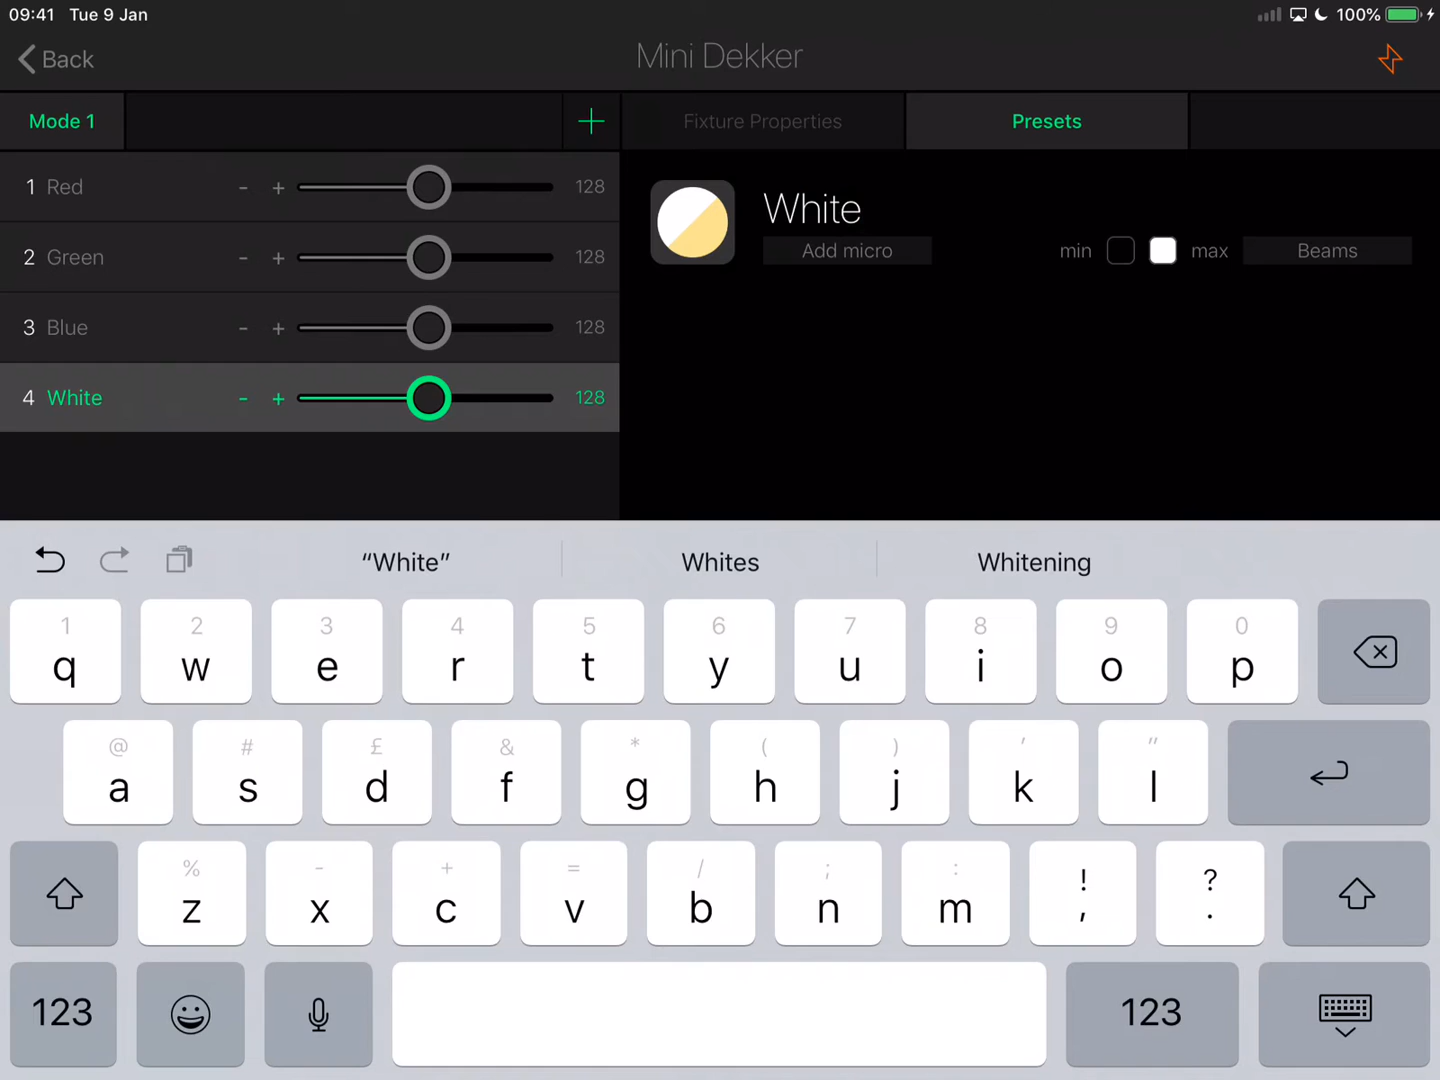 09:41 Tue 9 Jan 100%
Back Mini Dekker
Mode 1 + Fixture Properties Presets
1 Red - + 128
2 Green - + 128
3 Blue - + 128
4 White - + 128
White
Add micro min max Beams
“White” Whites Whitening
1 2 3 4 5 6 7 8 9 0
q w e r t y u i o p
@ # £ & * ( ) ' "
a s d f g h j k l
% - + = / ; : ! ?
z x c v b n m , .
123 123